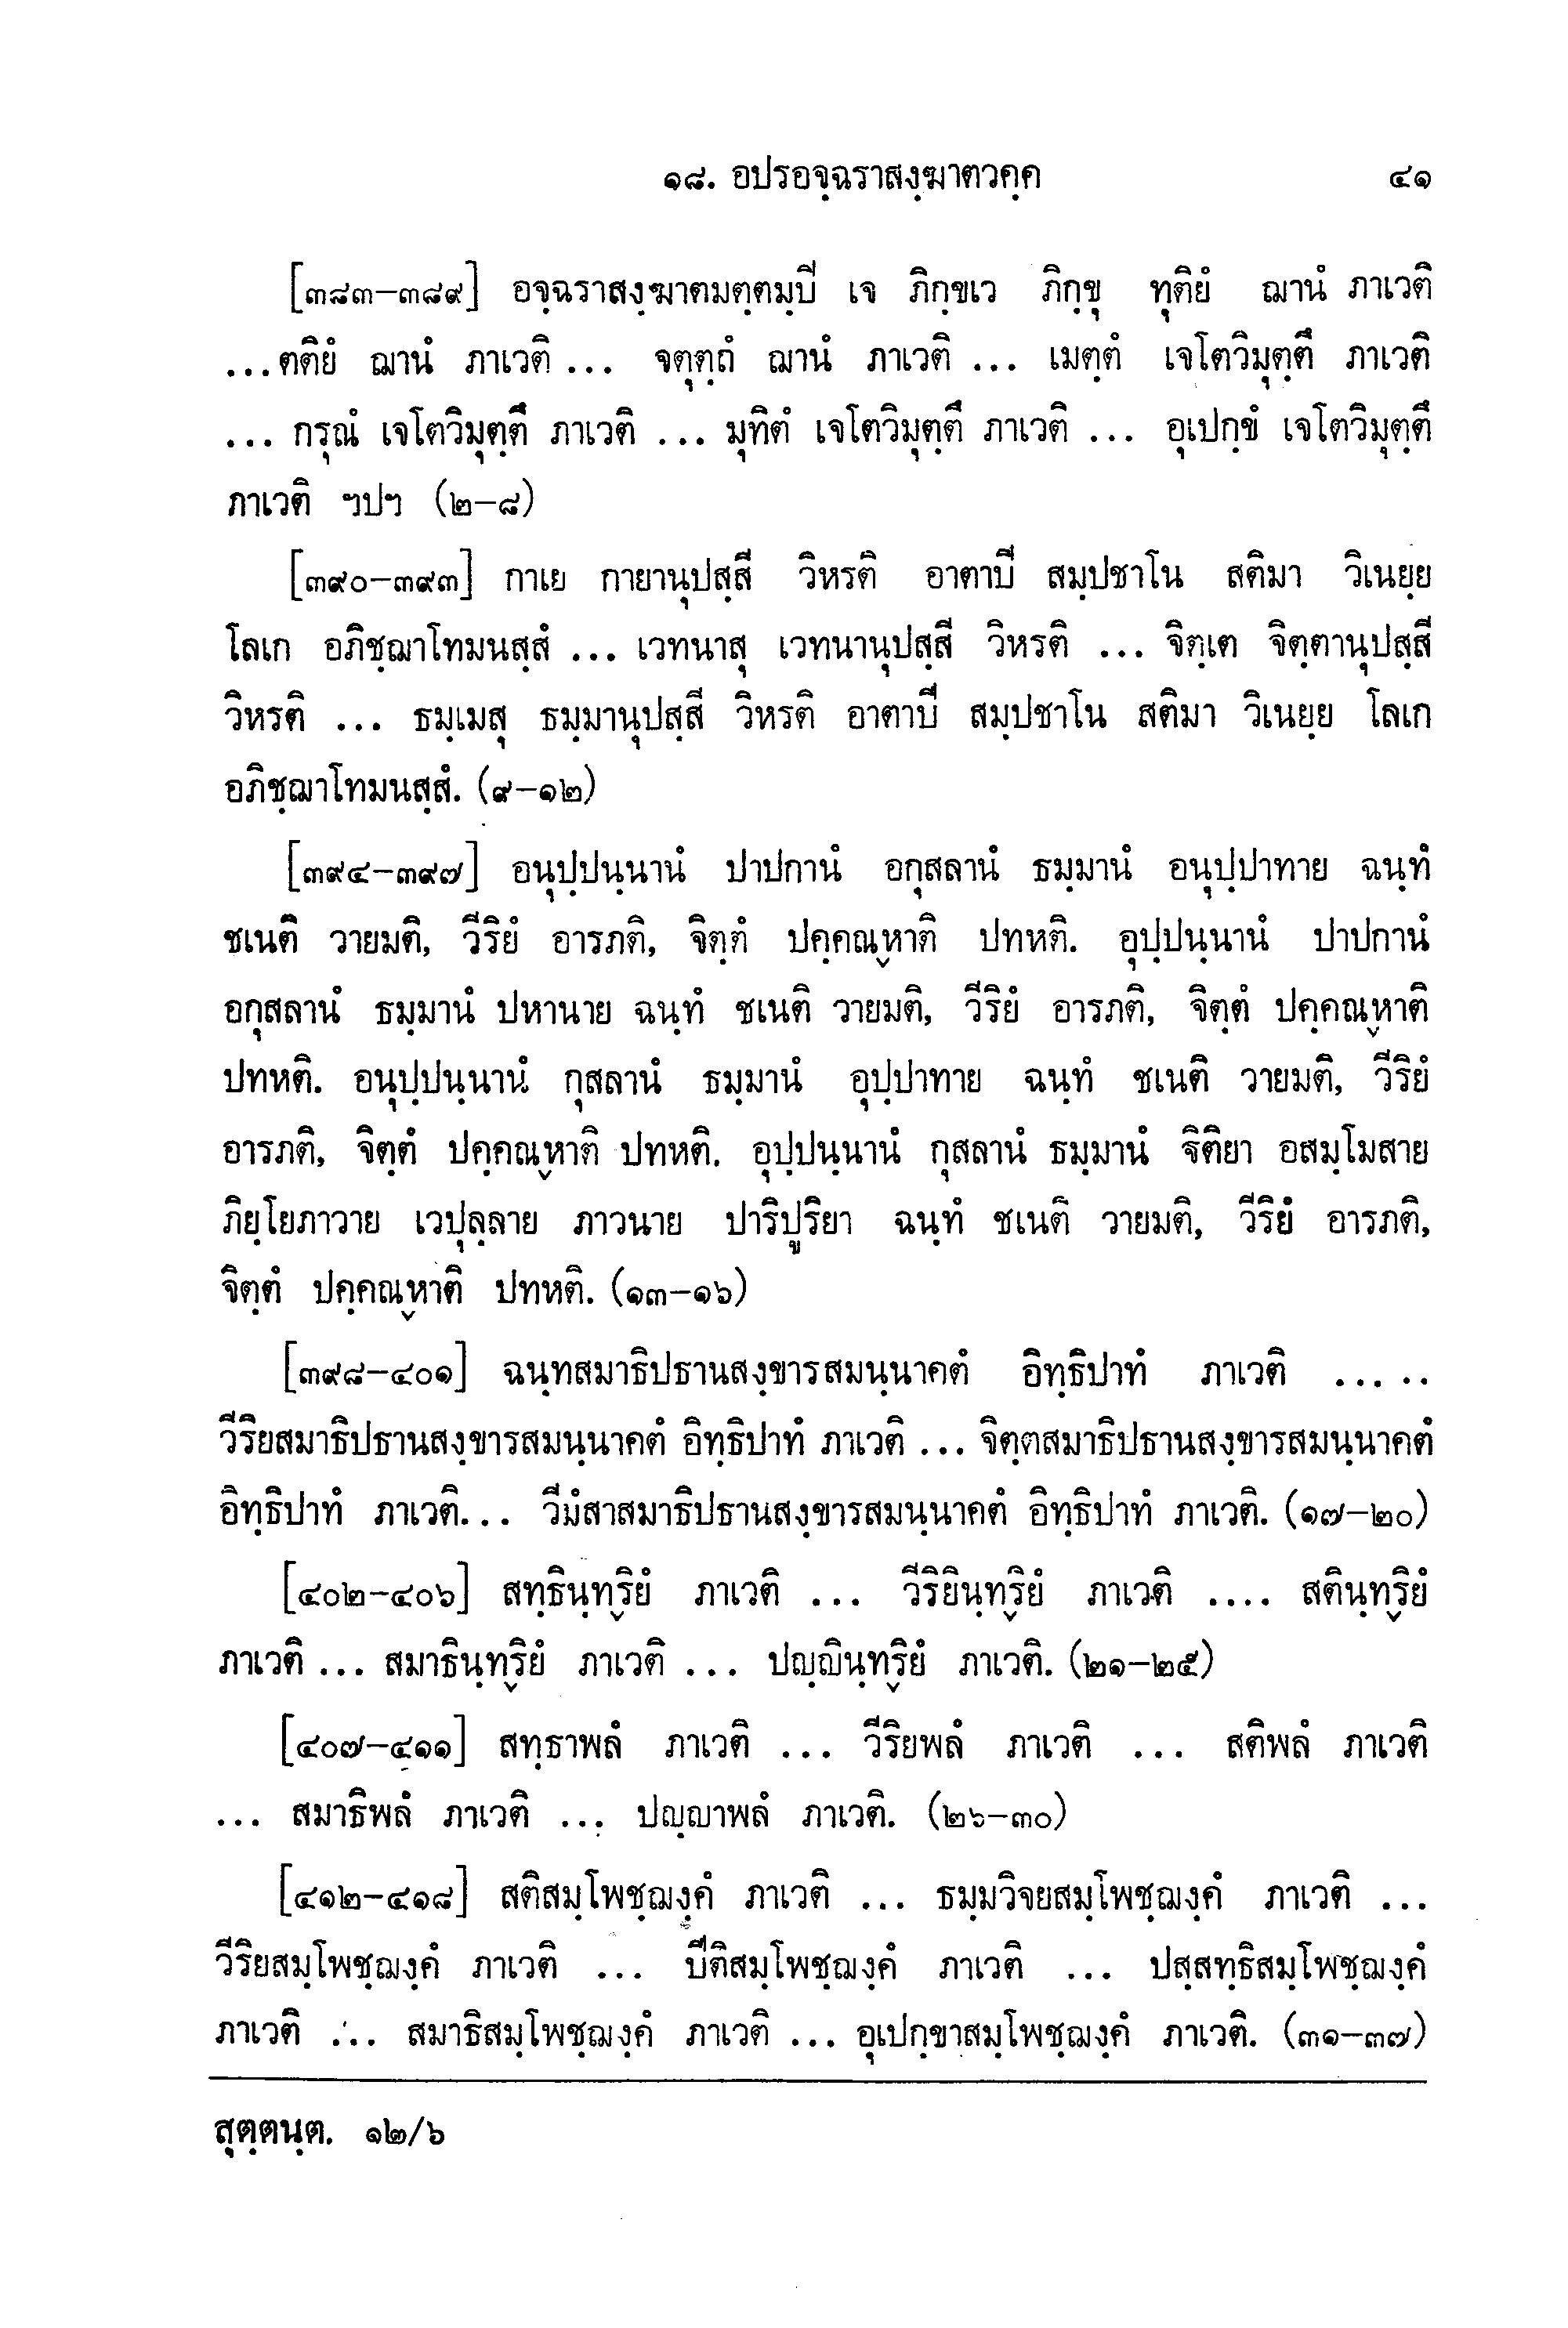 ๑๘. อปรอจฺฉราสงฺฆาตวคฺค ๔๑
[๓๘๓–๓๘๙] อจฺฉราสงฺฆาตมตฺตมฺปี เจ ภิกฺขเว ภิกฺขุ ทุติยํ ฌานํ ภาเวติ
...ตติยํ ฌานํ ภาเวติ ... จตุตฺถํ ฌานํ ภาเวติ ... เมตฺตํ เจโตวิมุตฺตึ ภาเวติ
... กรุณํ เจโตวิมุตฺตึ ภาเวติ ... มุทิตํ เจโตวิมุตฺตึ ภาเวติ ... อุเปกฺขํ เจโตวิมุตฺตึ
ภาเวติ ฯปฯ (๒–๘)
[๓๙๐–๓๙๓] กาเย กายานุปสฺสี วิหรติ อาตาปี สมฺปชาโน สติมา วิเนยฺย
โลเก อภิชฺฌาโทมนสฺสํ ... เวทนาสุ เวทนานุปสฺสี วิหรติ ... จิตฺเต จิตฺตานุปสฺสี
วิหรติ ... ธมฺเมสุ ธมฺมานุปสฺสี วิหรติ อาตาปี สมฺปชาโน สติมา วิเนยฺย โลเก
อภิชฺฌาโทมนสฺสํ. (๙–๑๒)
[๓๙๔–๓๙๗] อนุปฺปนฺนานํ ปาปกานํ อกุสลานํ ธมฺมานํ อนุปฺปาทาย ฉนฺทํ
ชเนติ วายมติ, วีริยํ อารภติ, จิตฺตํ ปคฺคณฺหาติ ปทหติ. อุปฺปนฺนานํ ปาปกานํ
อกุสลานํ ธมฺมานํ ปหานาย ฉนฺทํ ชเนติ วายมติ, วีริยํ อารภติ, จิตฺตํ ปคฺคณฺหาติ
ปทหติ. อนุปฺปนฺนานํ กุสลานํ ธมฺมานํ อุปฺปาทาย ฉนฺทํ ชเนติ วายมติ, วีริยํ
อารภติ, จิตฺตํ ปคฺคณฺหาติ ปทหติ. อุปฺปนฺนานํ กุสลานํ ธมฺมานํ ฐิติยา อสมฺโมสาย
ภิยฺโยภาวาย เวปุลฺลาย ภาวนาย ปาริปูริยา ฉนฺทํ ชเนติ วายมติ, วีริยํ อารภติ,
จิตฺตํ ปคฺคณฺหาติ ปทหติ. (๑๓–๑๖)
[๓๙๘–๔๐๑] ฉนฺทสมาธิปธานสงฺขารสมนฺนาคตํ อิทฺธิปาทํ ภาเวติ ... ..
วีริยสมาธิปธานสงฺขารสมนฺนาคตํ อิทฺธิปาทํ ภาเวติ ... จิตฺตสมาธิปธานสงฺขารสมนฺนาคตํ
อิทฺธิปาทํ ภาเวติ... วีมํสาสมาธิปธานสงฺขารสมนฺนาคตํ อิทฺธิปาทํ ภาเวติ. (๑๗–๒๐)
[๔๐๒–๔๐๖] สทฺธินฺทฺริยํ ภาเวติ ... วีริยินฺทฺริยํ ภาเวติ .... สตินฺทฺริยํ
ภาเวติ ... สมาธินฺทฺริยํ ภาเวติ ... ปญฺญินฺทฺริยํ ภาเวติ. (๒๑–๒๕)
[๔๐๗–๔๑๑] สทฺธาพลํ ภาเวติ ... วีริยพลํ ภาเวติ ... สติพลํ ภาเวติ
... สมาธิพลํ ภาเวติ ... ปญฺญาพลํ ภาเวติ. (๒๖–๓๐)
[๔๑๒–๔๑๘] สติสมฺโพชฺฌงฺคํ ภาเวติ ... ธมฺมวิจยสมฺโพชฺฌงฺคํ ภาเวติ ...
วีริยสมฺโพชฺฌงฺคํ ภาเวติ ... ปีติสมฺโพชฺฌงฺคํ ภาเวติ ... ปสฺสทฺธิสมฺโพชฺฌงฺคํ
ภาเวติ ... สมาธิสมฺโพชฺฌงฺคํ ภาเวติ ... อุเปกฺขาสมฺโพชฺฌงฺคํ ภาเวติ. (๓๑–๓๗)
สุตฺตนฺต. ๑๒/๖